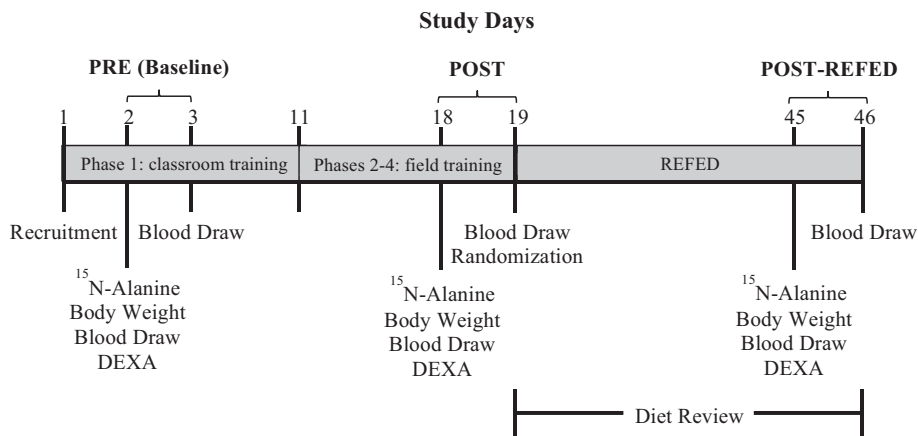 Study Days
PRE (Baseline)
POST
POST-REFED
1
2
3
11
18
19
45
46
Phase 1: classroom training
Phases 2-4: field training
REFED
Recruitment
Blood Draw
Blood Draw
Randomization
Blood Draw
¹⁵N-Alanine
Body Weight
Blood Draw
DEXA
¹⁵N-Alanine
Body Weight
Blood Draw
DEXA
¹⁵N-Alanine
Body Weight
Blood Draw
DEXA
Diet Review